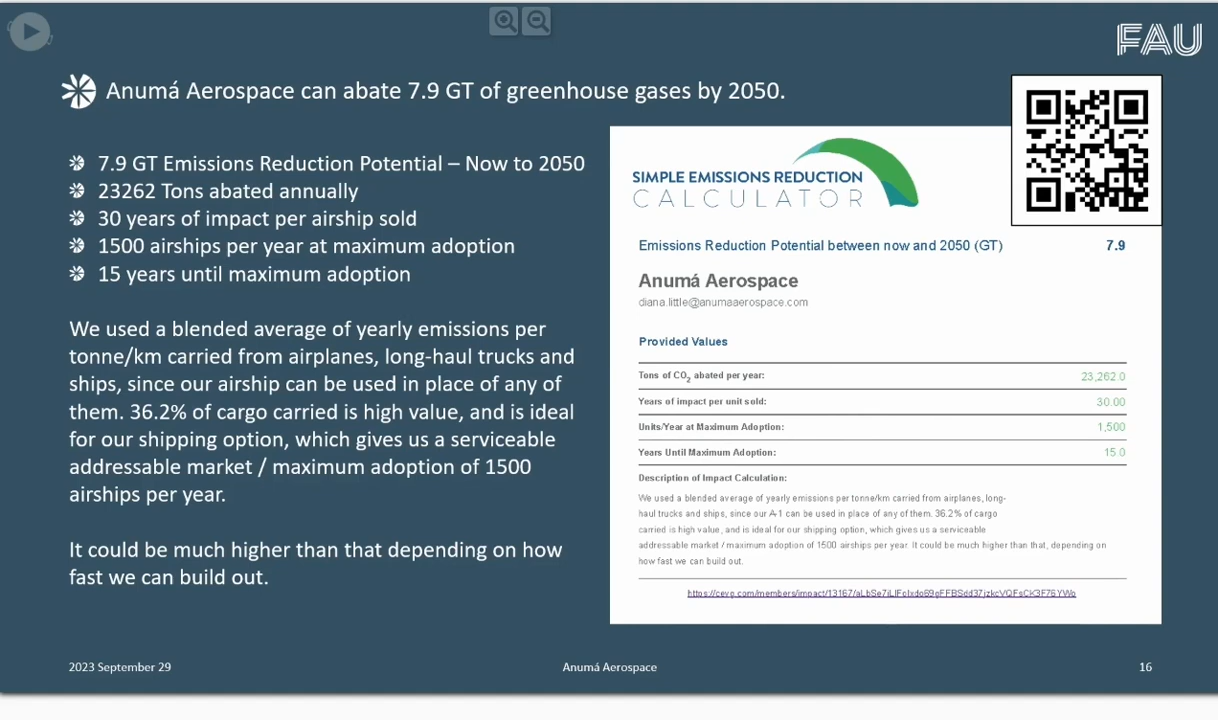 FAU
Anumá Aerospace can abate 7.9 GT of greenhouse gases by 2050.
7.9 GT Emissions Reduction Potential – Now to 2050
23262 Tons abated annually
30 years of impact per airship sold
1500 airships per year at maximum adoption
15 years until maximum adoption
We used a blended average of yearly emissions per
tonne/km carried from airplanes, long-haul trucks and
ships, since our airship can be used in place of any of
them. 36.2% of cargo carried is high value, and is ideal
for our shipping option, which gives us a serviceable
addressable market / maximum adoption of 1500
airships per year.
It could be much higher than that depending on how
fast we can build out.
SIMPLE EMISSIONS REDUCTION
CALCULATOR
Emissions Reduction Potential between now and 2050 (GT) 7.9
Anumá Aerospace
diana.little@anumaaerospace.com
Provided Values
Tons of CO2 abated per year: 23,262.0
Years of impact per unit sold: 30.00
Units/Year at Maximum Adoption: 1,500
Years Until Maximum Adoption: 15.0
Description of Impact Calculation:
We used a blended average of yearly emissions per tonne/km carried from airplanes, long-
haul trucks and ships, since our A-1 can be used in place of any of them. 36.2% of cargo
carried is high value, and is ideal for our shipping option, which gives us a serviceable
addressable market / maximum adoption of 1500 airships per year. It could be much higher than that, depending on
how fast we can build out.
2023 September 29
Anumá Aerospace
16